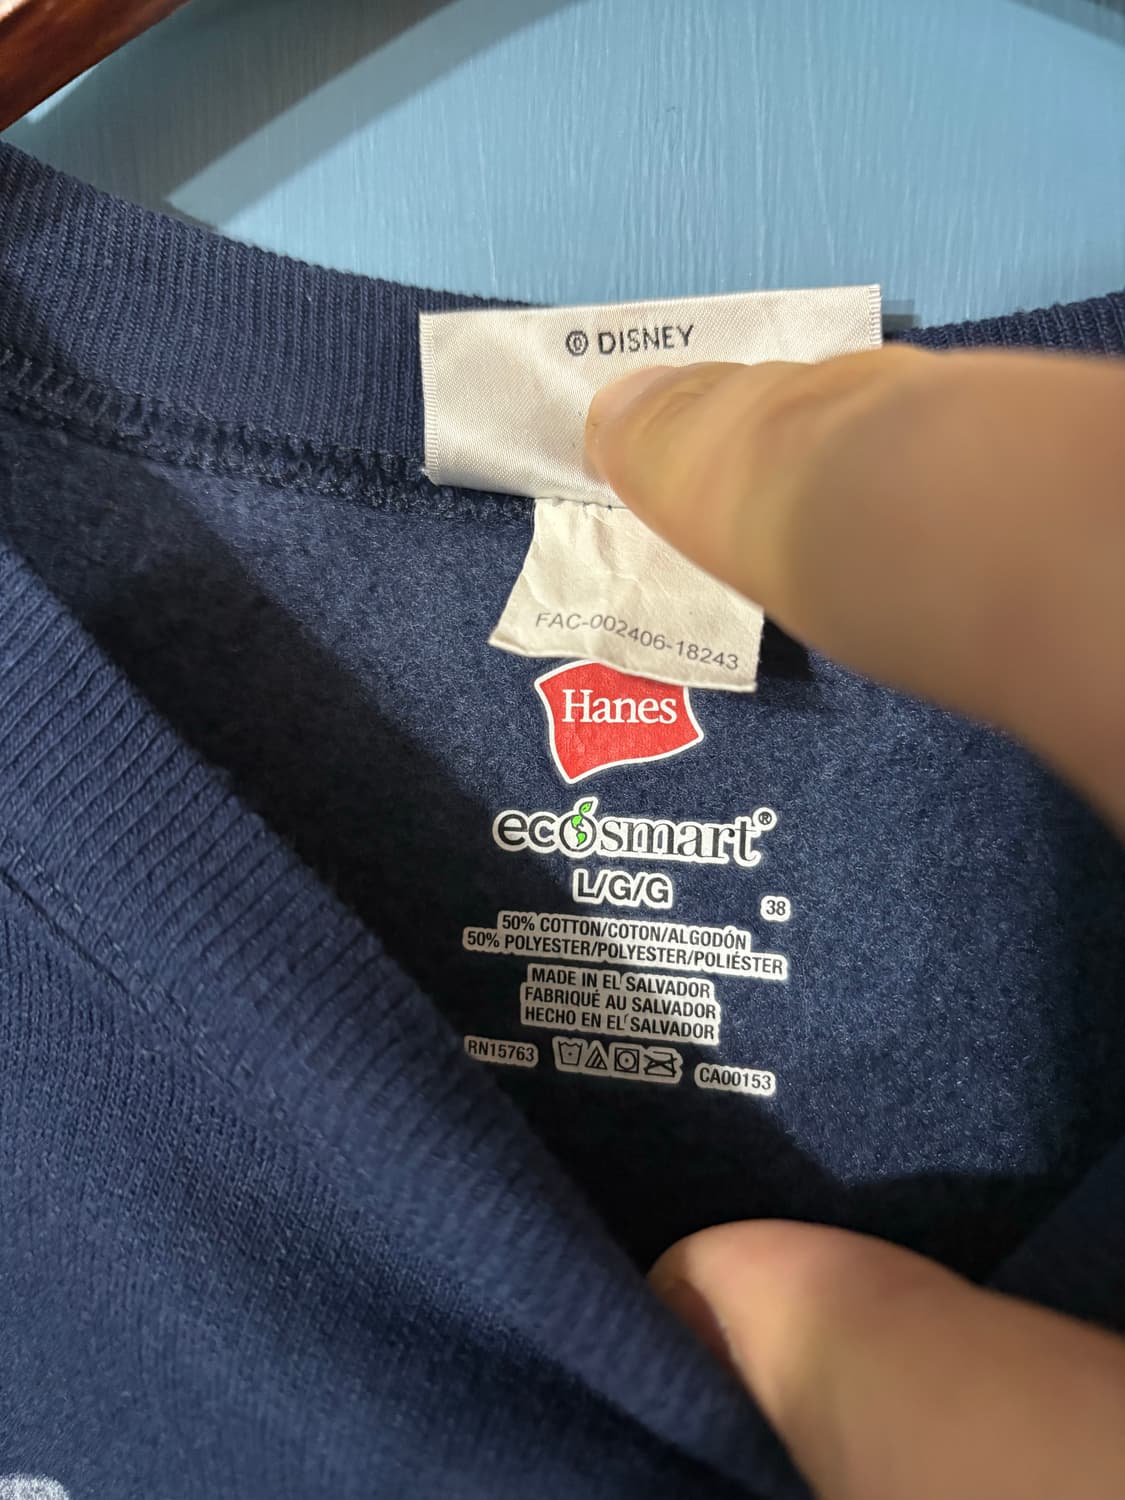 © DISNEY
FAC-002406-18243
Hanes
ecosmart®
L/G/G
38
50% COTTON/COTON/ALGODÓN
50% POLYESTER/POLYESTER/POLIÉSTER
MADE IN EL SALVADOR
FABRIQUÉ AU SALVADOR
HECHO EN EL SALVADOR
RN15763
CA00153